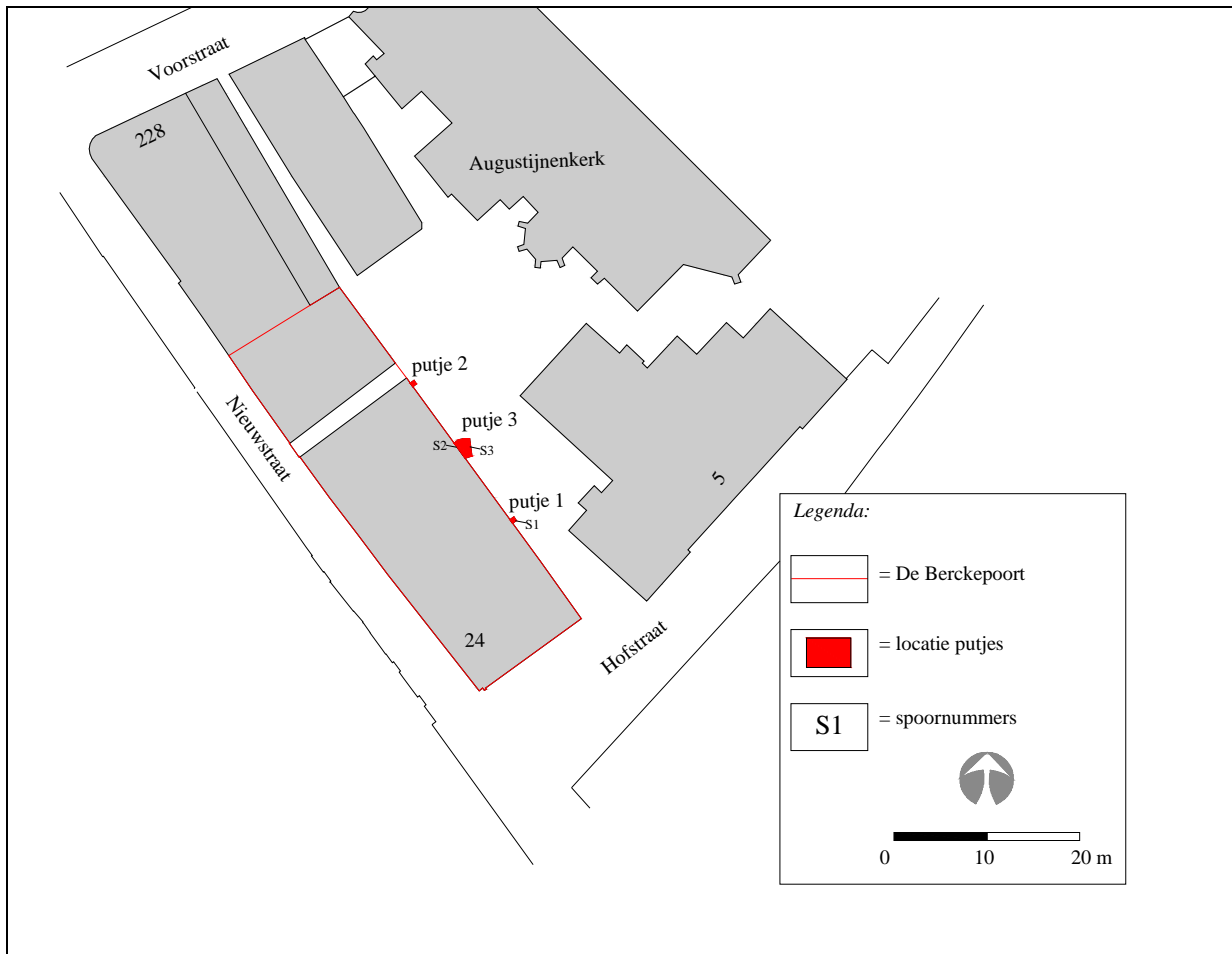 Voorstraat
228
Augustijnenkerk
putje 2
Nieuwstraat
putje 3
S2
S3
5
putje 1
S1
24
Hofstraat
Legenda:
= De Berckepoort
= locatie putjes
S1 = spoornummers
0 10 20 m